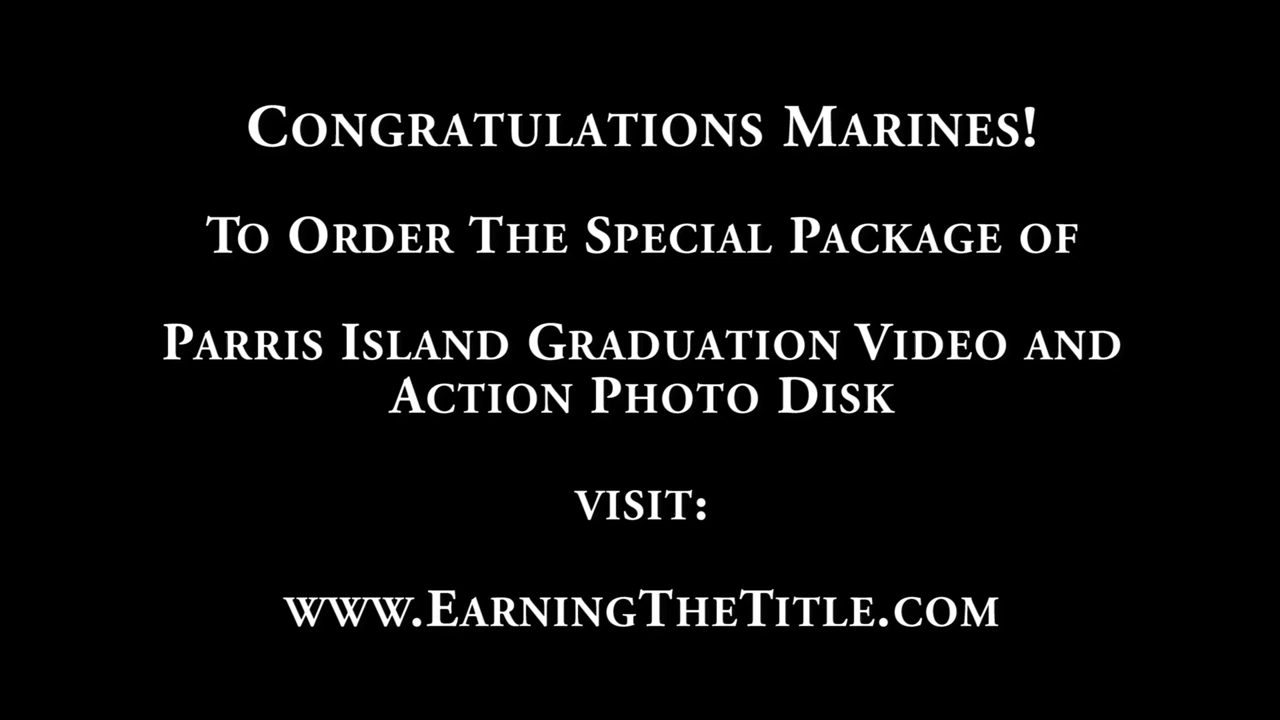 Congratulations Marines!
To Order The Special Package of
Parris Island Graduation Video and
Action Photo Disk
visit:
www.EarningTheTitle.com